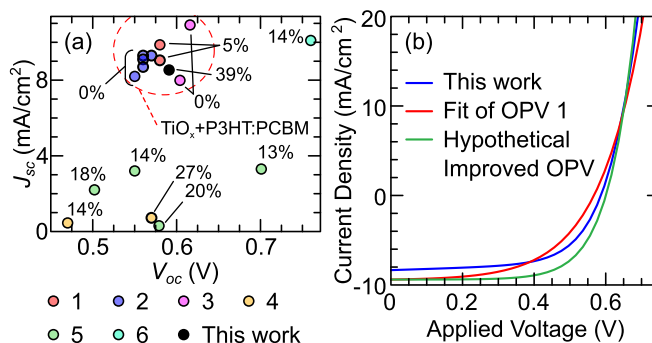 (a)
5%
14%
39%
0%
0%
TiOx+P3HT:PCBM
14%
13%
18%
27%
20%
14%
12
8
4
0
Jsc (mA/cm²)
0.5
0.6
0.7
Voc (V)
1
2
3
4
5
6
This work
(b)
This work
Fit of OPV 1
Hypothetical
Improved OPV
20
10
0
-10
Current Density (mA/cm²)
0
0.2
0.4
0.6
Applied Voltage (V)